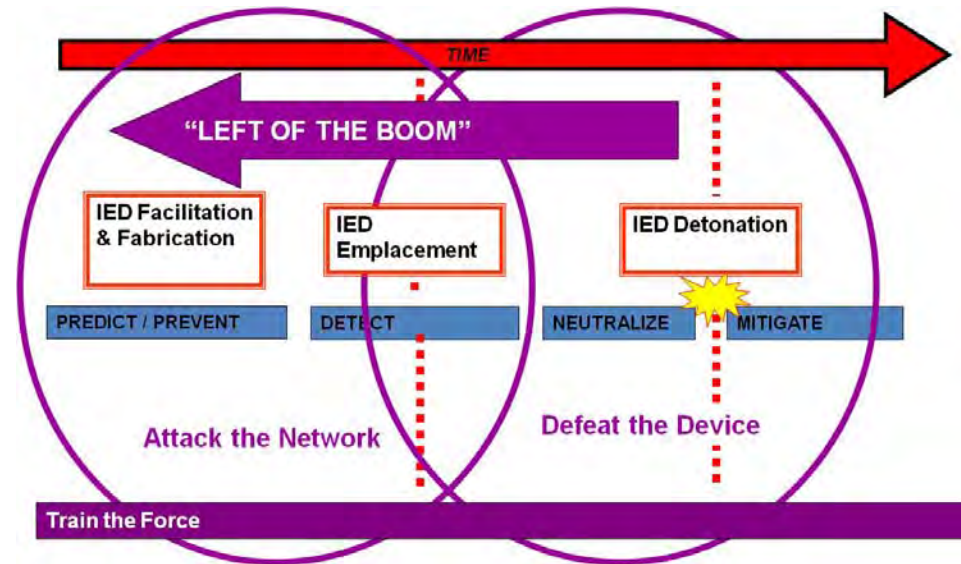 TIME
“LEFT OF THE BOOM”
IED Facilitation
& Fabrication
IED
Emplacement
IED Detonation
PREDICT / PREVENT
DETECT
NEUTRALIZE
MITIGATE
Attack the Network
Defeat the Device
Train the Force